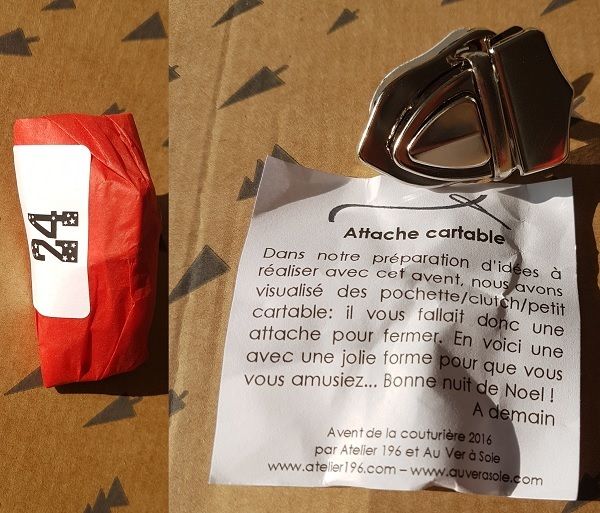 24
Attache cartable
Dans notre préparation d'idées à
réaliser avec cet avent, nous avons
visualisé des pochette/clutch/petit
cartable: il vous fallait donc une
attache pour fermer. En voici une
avec une jolie forme pour que vous
vous amusiez... Bonne nuit de Noel !
A demain
Avent de la couturière 2016
par Atelier 196 et Au Ver à Soie
www.atelier196.com – www.auverasoie.com